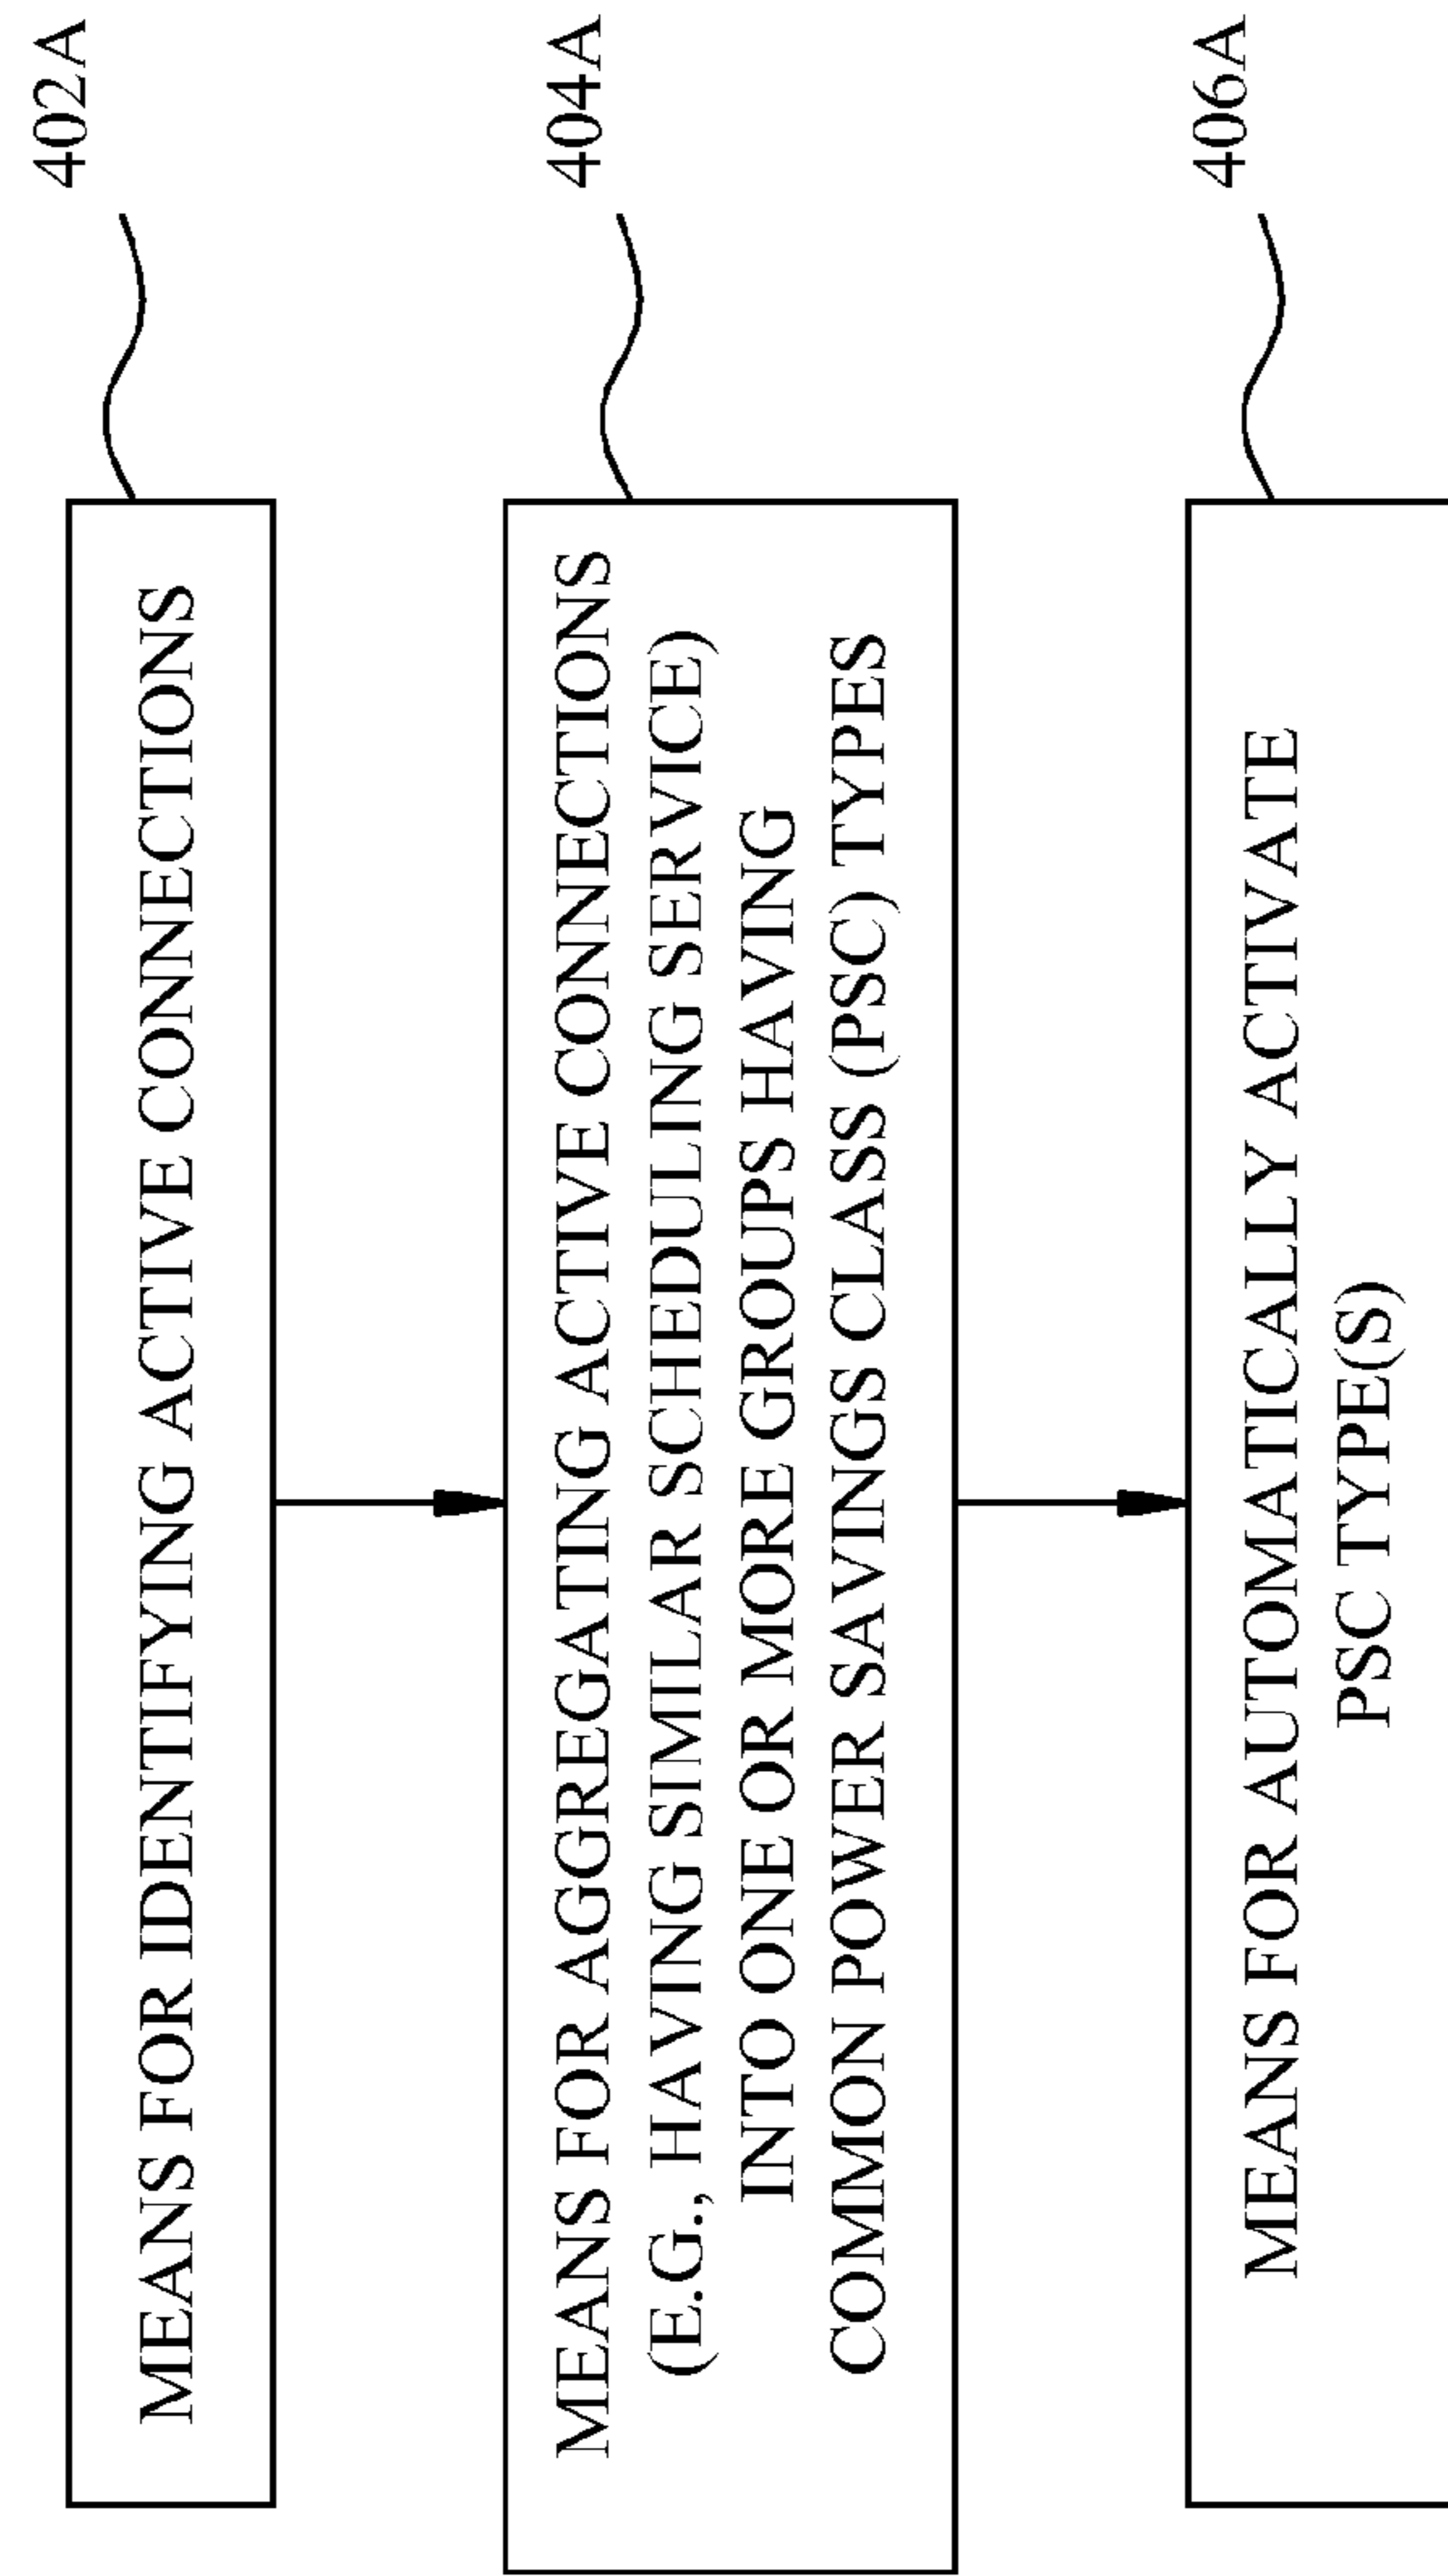 402A
MEANS FOR IDENTIFYING ACTIVE CONNECTIONS
404A
MEANS FOR AGGREGATING ACTIVE CONNECTIONS
(E.G., HAVING SIMILAR SCHEDULING SERVICE)
INTO ONE OR MORE GROUPS HAVING
COMMON POWER SAVINGS CLASS (PSC) TYPES
406A
MEANS FOR AUTOMATICALLY ACTIVATE
PSC TYPE(S)